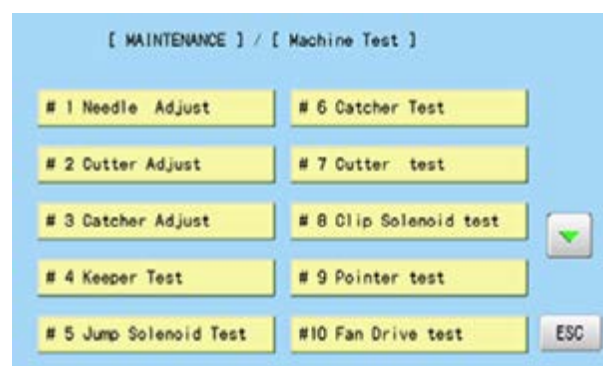 [ MAINTENANCE ] / [ Machine Test ]
# 1 Needle Adjust
# 2 Cutter Adjust
# 3 Catcher Adjust
# 4 Keeper Test
# 5 Jump Solenoid Test
# 6 Catcher Test
# 7 Cutter test
# 8 Clip Solenoid test
# 9 Pointer test
#10 Fan Drive test
ESC